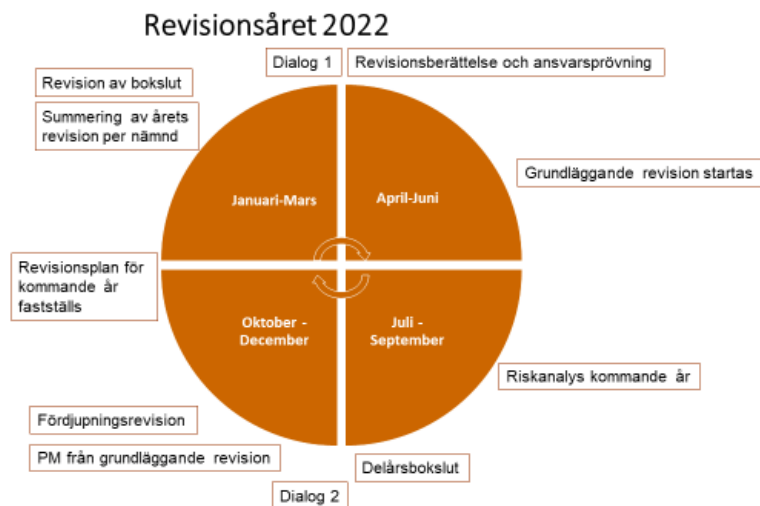 Revisionsåret 2022
Dialog 1
Revisionsberättelse och ansvarsprövning
Revision av bokslut
Summering av årets
revision per nämnd
Grundläggande revision startas
Januari-Mars
April-Juni
Revisionsplan för
kommande år
fastställs
Oktober -
December
Juli -
September
Riskanalys kommande år
Fördjupningsrevision
PM från grundläggande revision
Delårsbokslut
Dialog 2